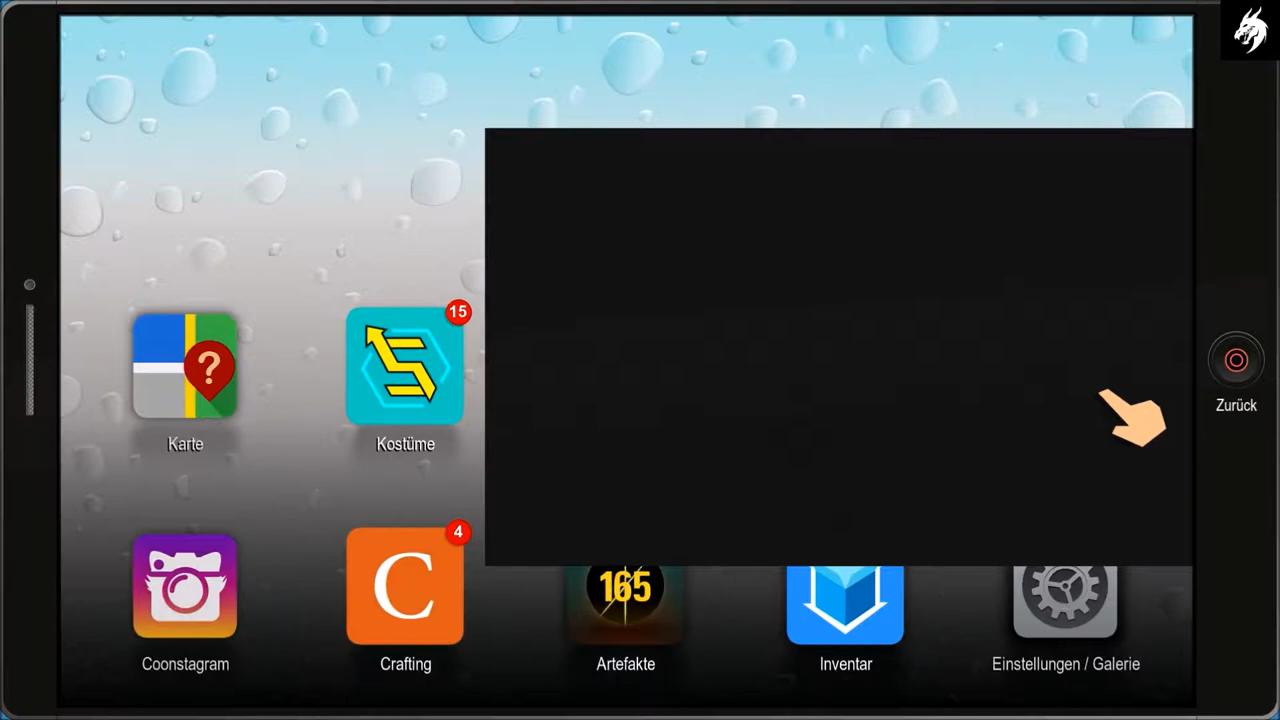 15
?
Karte
Kostüme
Zurück
4
C
165
Coonstagram
Crafting
Artefakte
Inventar
Einstellungen / Galerie